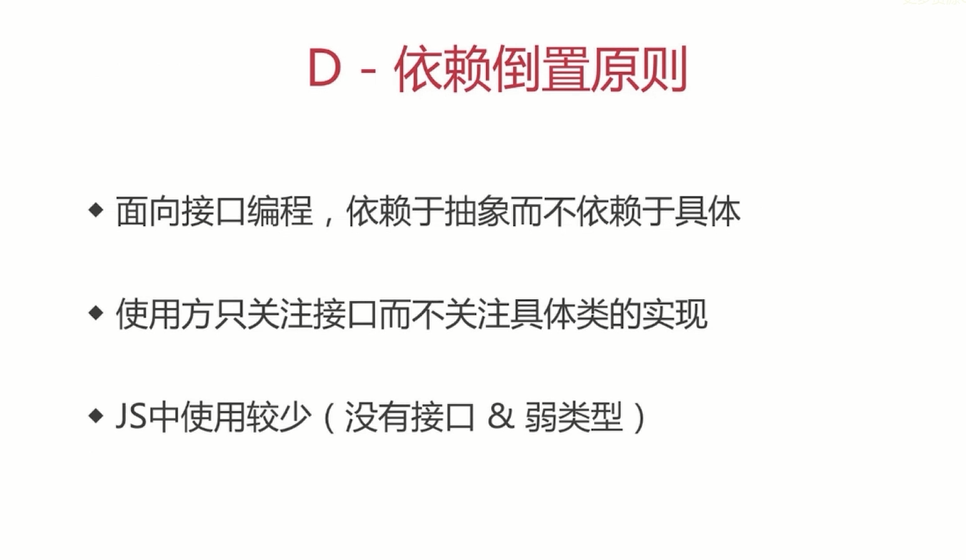 D - 依赖倒置原则
◆ 面向接口编程，依赖于抽象而不依赖于具体
◆ 使用方只关注接口而不关注具体类的实现
◆ JS中使用较少（没有接口 & 弱类型）